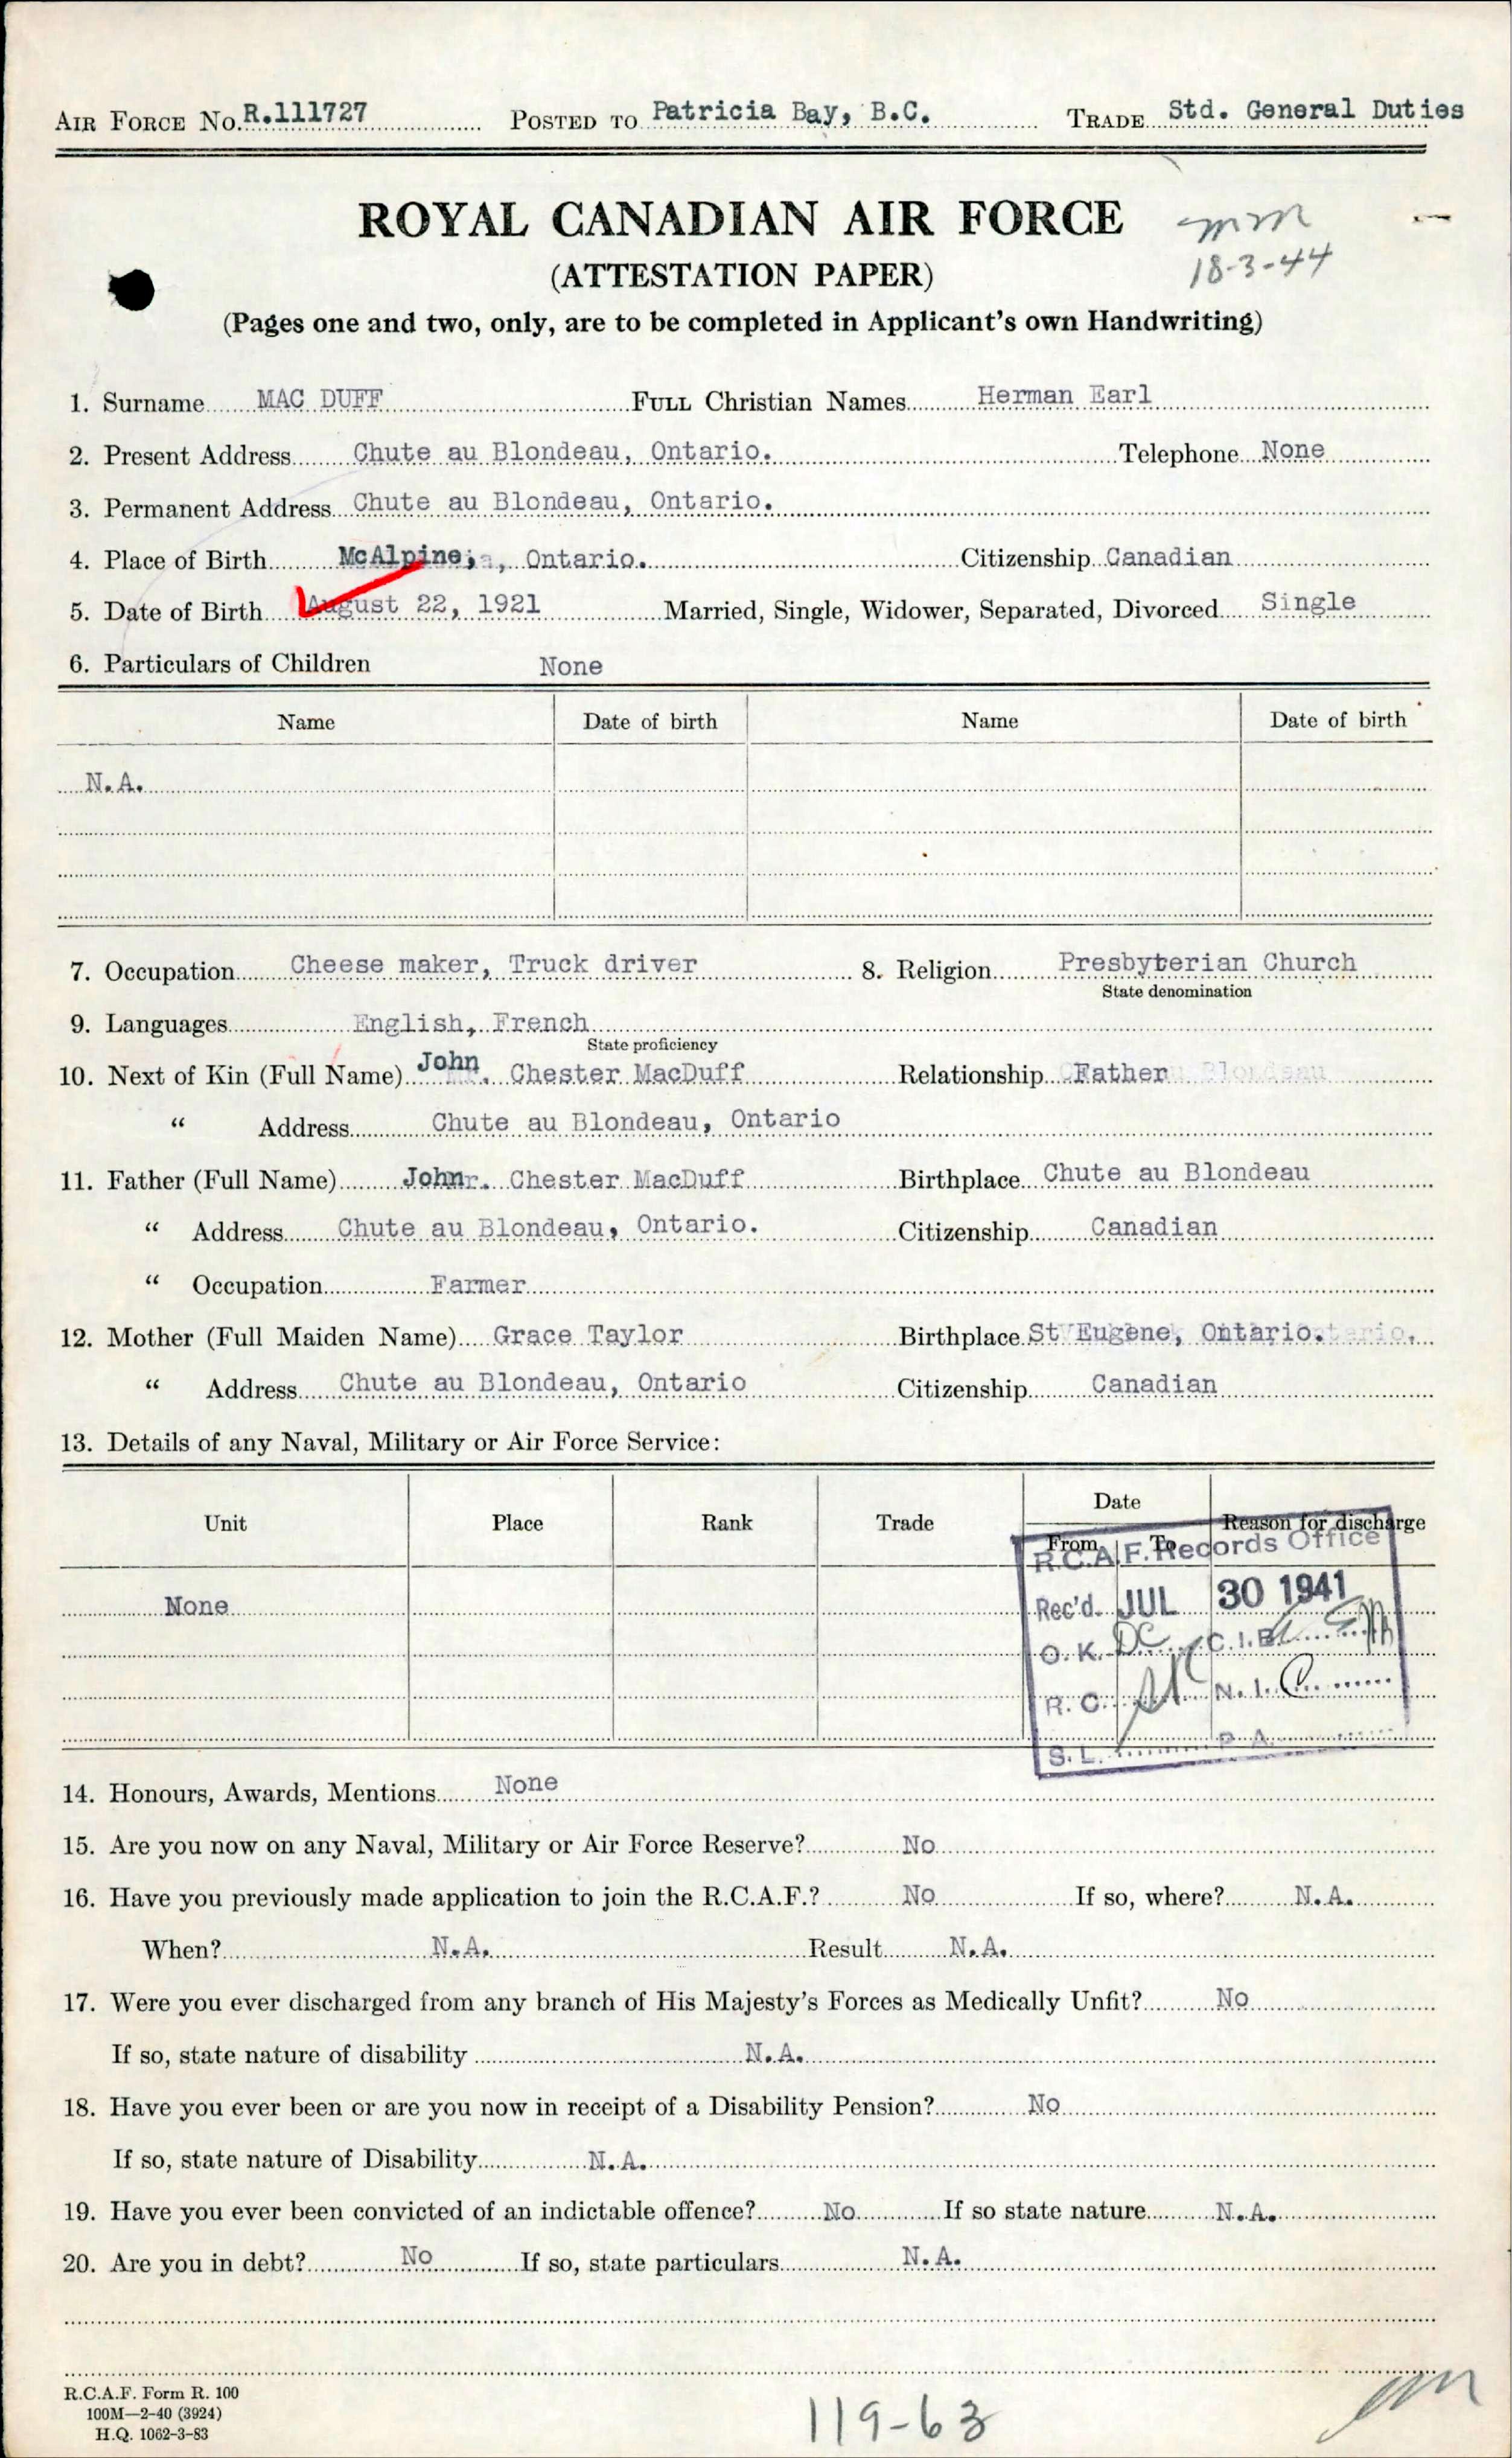 AIR FORCE No. R.111727 POSTED TO Patricia Bay, B.C. TRADE Std. General Duties
ROYAL CANADIAN AIR FORCE
mm
(ATTESTATION PAPER)
18-3-44
(Pages one and two, only, are to be completed in Applicant's own Handwriting)
1. Surname MAC DUFF FULL Christian Names Herman Earl
2. Present Address Chute au Blondeau, Ontario. Telephone None
3. Permanent Address Chute au Blondeau, Ontario.
4. Place of Birth McAlpine, Ontario. Citizenship Canadian
5. Date of Birth August 22, 1921 Married, Single, Widower, Separated, Divorced Single
6. Particulars of Children None
Name Date of birth Name Date of birth
N.A.
7. Occupation Cheese maker, Truck driver 8. Religion Presbyterian Church
State denomination
9. Languages English, French
State proficiency
10. Next of Kin (Full Name) John Chester MacDuff Relationship Father
" Address Chute au Blondeau, Ontario
11. Father (Full Name) John Chester MacDuff Birthplace Chute au Blondeau
" Address Chute au Blondeau, Ontario. Citizenship Canadian
" Occupation Farmer
12. Mother (Full Maiden Name) Grace Taylor Birthplace St Eugene, Ontario.
" Address Chute au Blondeau, Ontario Citizenship Canadian
13. Details of any Naval, Military or Air Force Service:
Unit Place Rank Trade Date From To Reason for discharge
R.C.A.F. Records Office
None
Rec'd. JUL 30 1941
O.K. C.I.
R.O. N.I.
S.L. P.A.
14. Honours, Awards, Mentions None
15. Are you now on any Naval, Military or Air Force Reserve? No
16. Have you previously made application to join the R.C.A.F.? No If so, where? N.A.
When? N.A. Result N.A.
17. Were you ever discharged from any branch of His Majesty's Forces as Medically Unfit? No
If so, state nature of disability N.A.
18. Have you ever been or are you now in receipt of a Disability Pension? No
If so, state nature of Disability N.A.
19. Have you ever been convicted of an indictable offence? No If so state nature N.A.
20. Are you in debt? No If so, state particulars N.A.
R.C.A.F. Form R. 100
100M—2-40 (3924)
H.Q. 1062-3-83
119-63